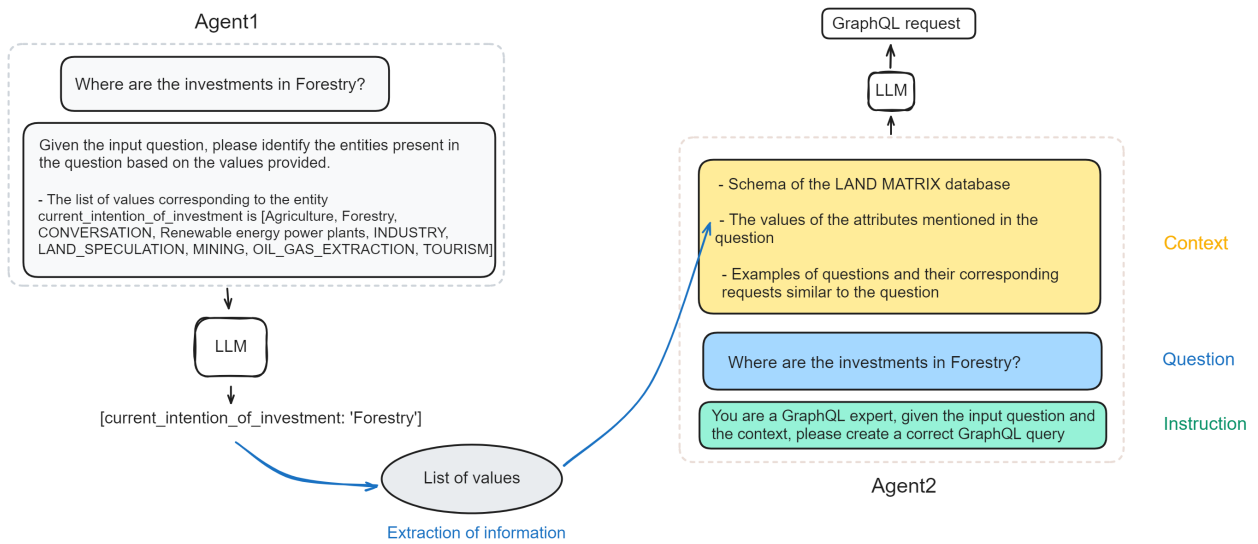 Agent1
Where are the investments in Forestry?
Given the input question, please identify the entities present in
the question based on the values provided.
- The list of values corresponding to the entity
current_intention_of_investment is [Agriculture, Forestry,
CONVERSATION, Renewable energy power plants, INDUSTRY,
LAND_SPECULATION, MINING, OIL_GAS_EXTRACTION, TOURISM]
LLM
[current_intention_of_investment: 'Forestry']
List of values
Extraction of information
GraphQL request
LLM
- Schema of the LAND MATRIX database
- The values of the attributes mentioned in the
question
- Examples of questions and their corresponding
requests similar to the question
Context
Where are the investments in Forestry?
Question
You are a GraphQL expert, given the input question and
the context, please create a correct GraphQL query
Instruction
Agent2